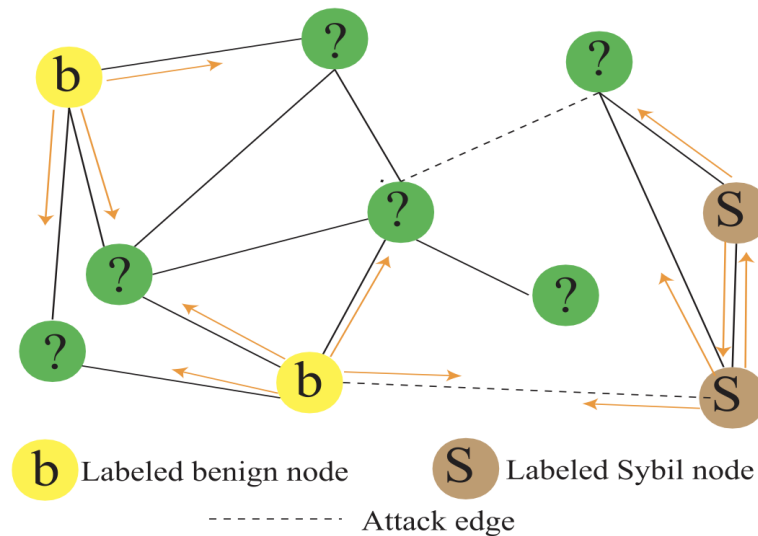 ?
?
b
S
?
?
?
?
b
S
b Labeled benign node
S Labeled Sybil node
Attack edge